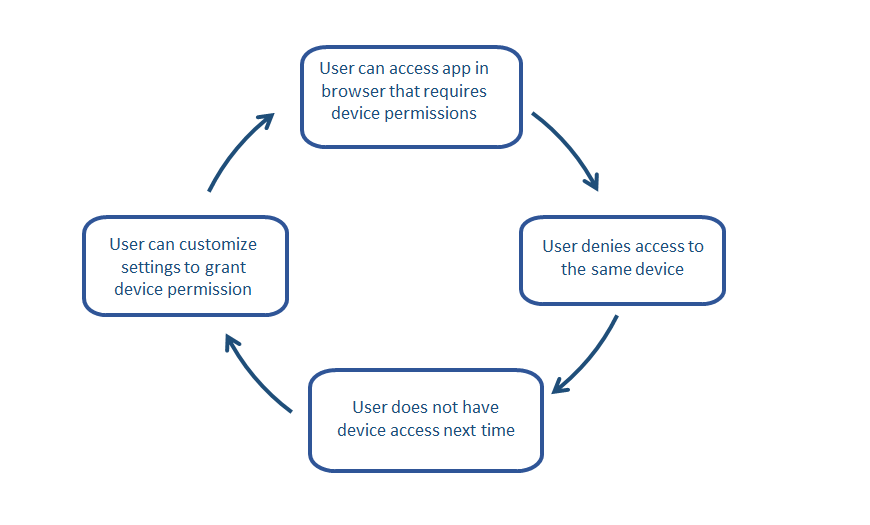 User can access app in
browser that requires
device permissions
User denies access to
the same device
User does not have
device access next time
User can customize
settings to grant
device permission